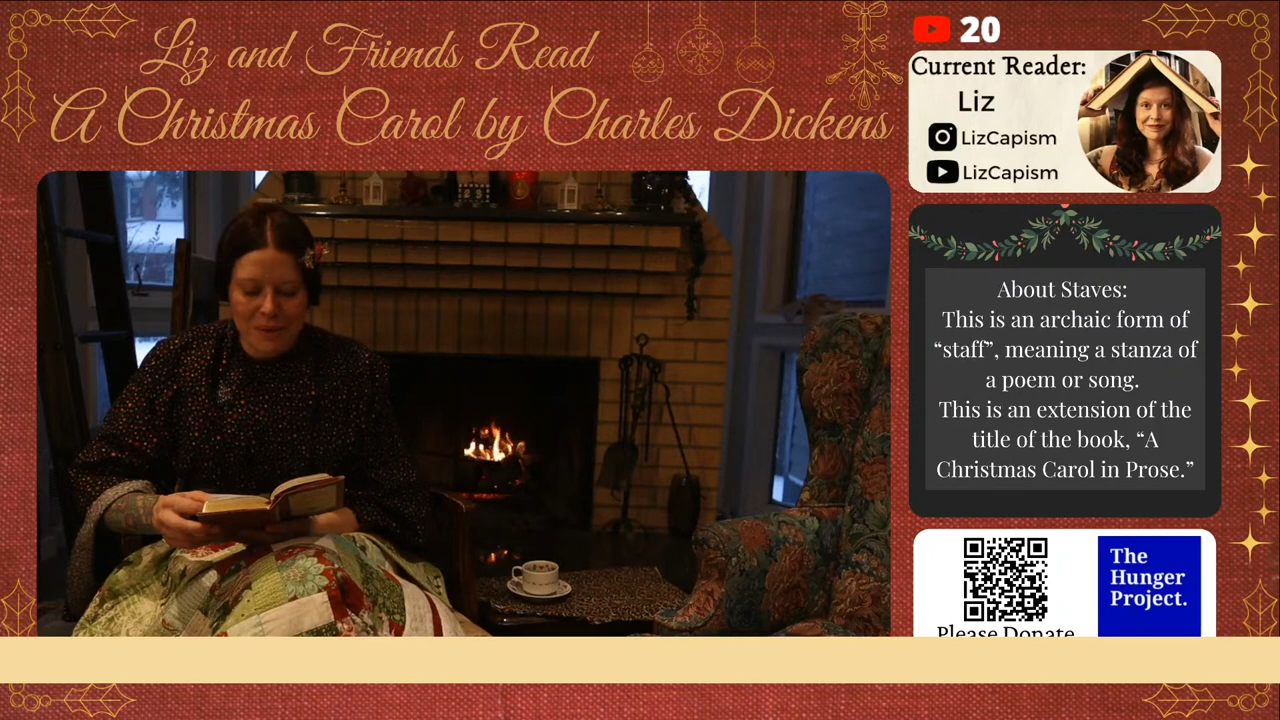 Liz and Friends Read
A Christmas Carol by Charles Dickens
20
Current Reader:
Liz
LizCapism
LizCapism
About Staves:
This is an archaic form of
“staff”, meaning a stanza of
a poem or song.
This is an extension of the
title of the book, “A
Christmas Carol in Prose.”
The
Hunger
Project.
Please Donate